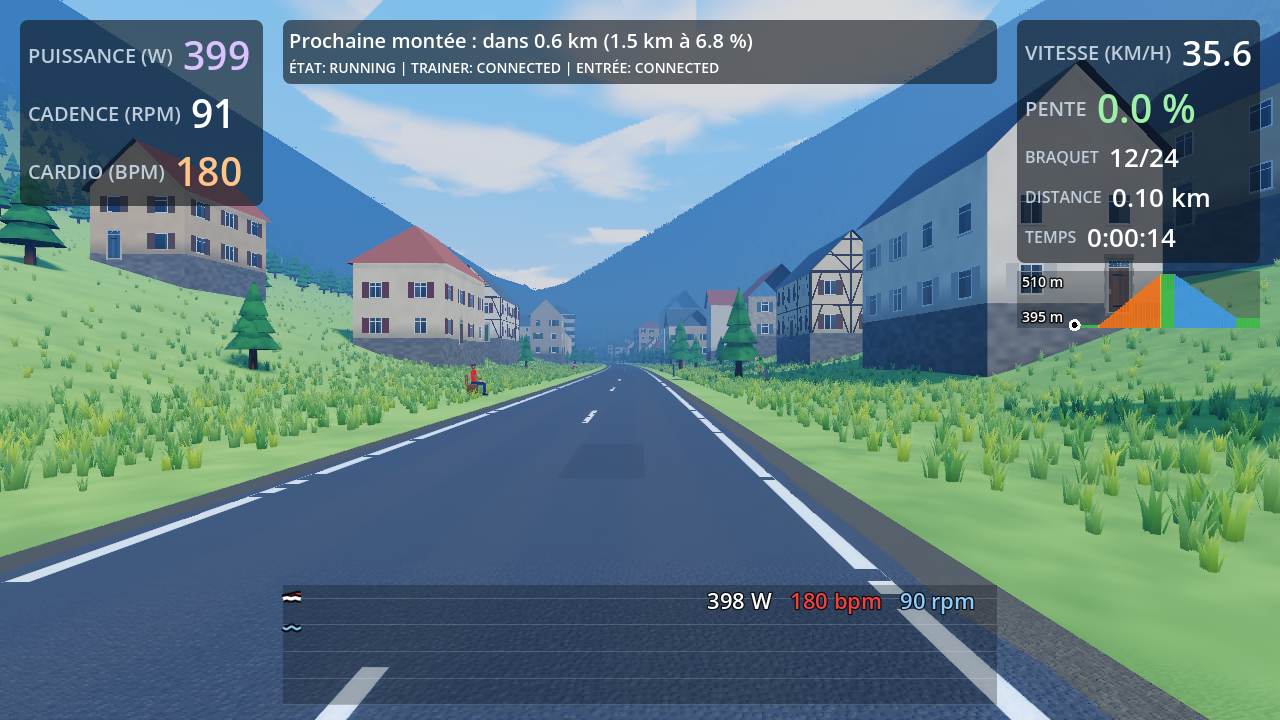 PUISSANCE (W) 399
CADENCE (RPM) 91
CARDIO (BPM) 180
Prochaine montée : dans 0.6 km (1.5 km à 6.8 %)
ÉTAT: RUNNING | TRAINER: CONNECTED | ENTRÉE: CONNECTED
VITESSE (KM/H) 35.6
PENTE 0.0 %
BRAQUET 12/24
DISTANCE 0.10 km
TEMPS 0:00:14
510 m
395 m
398 W 180 bpm 90 rpm